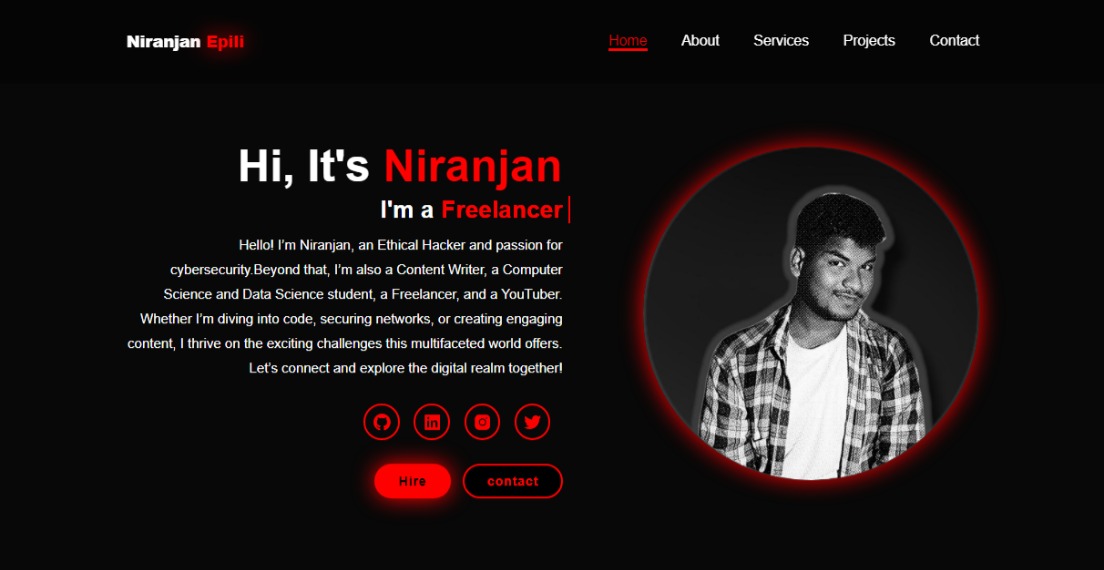 Niranjan Epili
Home About Services Projects Contact
Hi, It's Niranjan
I'm a Freelancer
Hello! I'm Niranjan, an Ethical Hacker and passion for
cybersecurity.Beyond that, I'm also a Content Writer, a Computer
Science and Data Science student, a Freelancer, and a YouTuber.
Whether I'm diving into code, securing networks, or creating engaging
content, I thrive on the exciting challenges this multifaceted world offers.
Let's connect and explore the digital realm together!
Hire contact